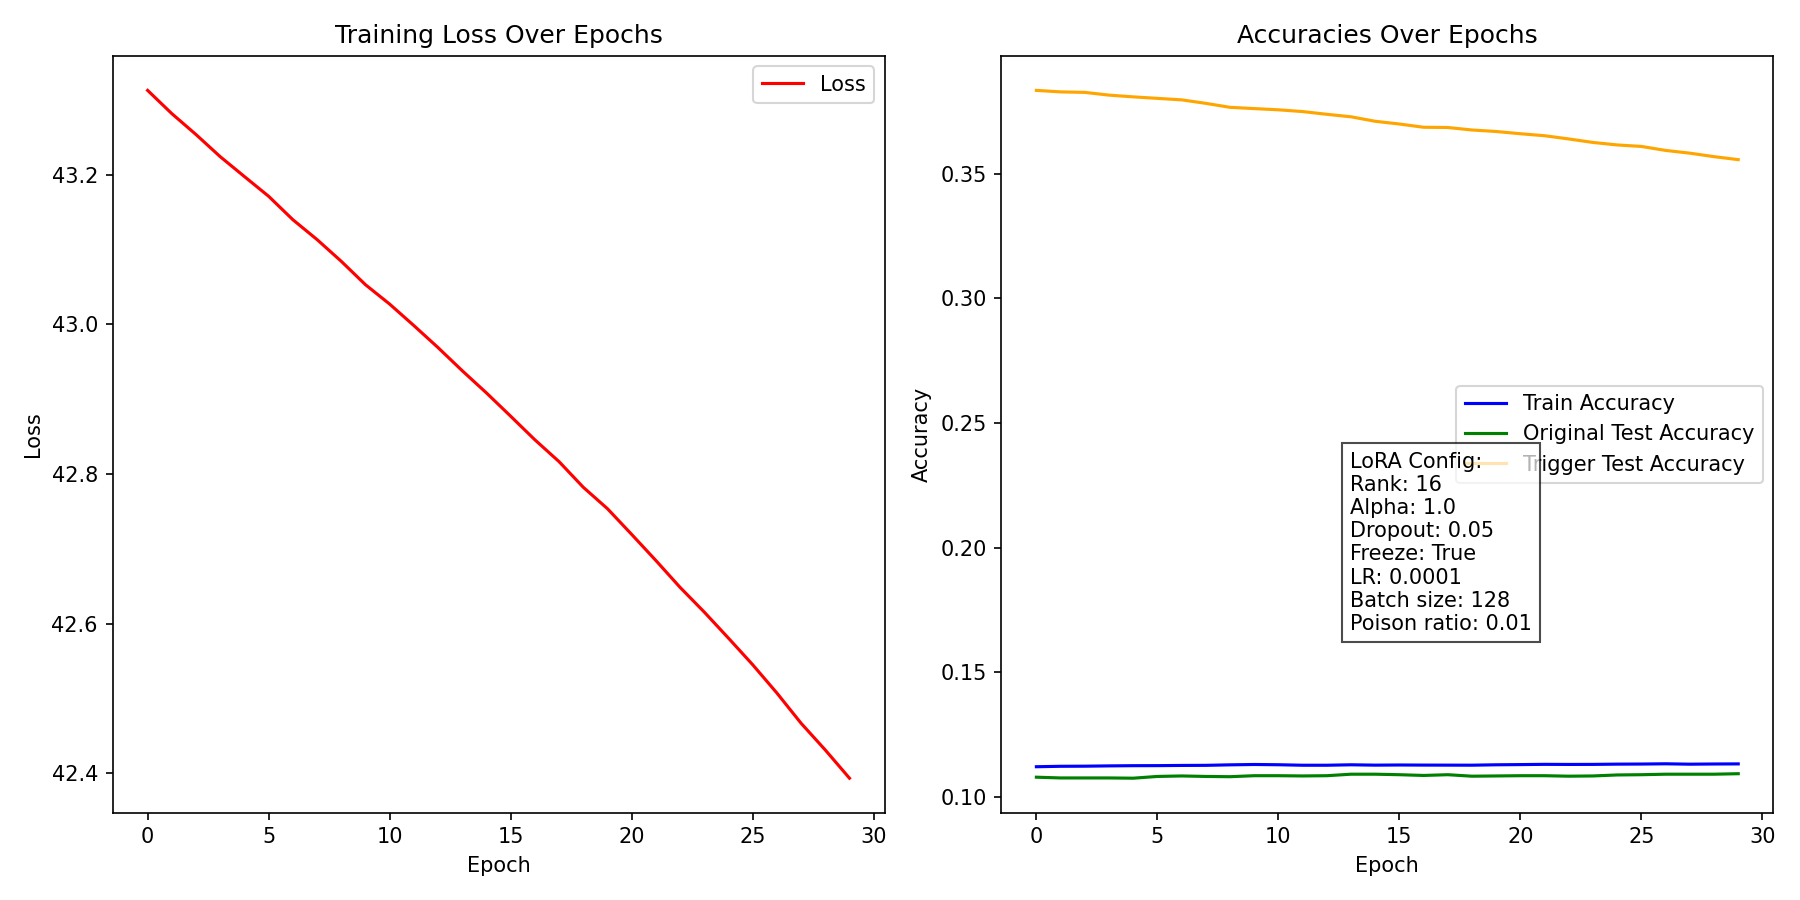 Training Loss Over Epochs
Loss
43.2
43.0
42.8
42.6
42.4
Loss
0 5 10 15 20 25 30
Epoch
Accuracies Over Epochs
0.35
0.30
0.25
0.20
0.15
0.10
Accuracy
Train Accuracy
Original Test Accuracy
Trigger Test Accuracy
LoRA Config:
Rank: 16
Alpha: 1.0
Dropout: 0.05
Freeze: True
LR: 0.0001
Batch size: 128
Poison ratio: 0.01
0 5 10 15 20 25 30
Epoch